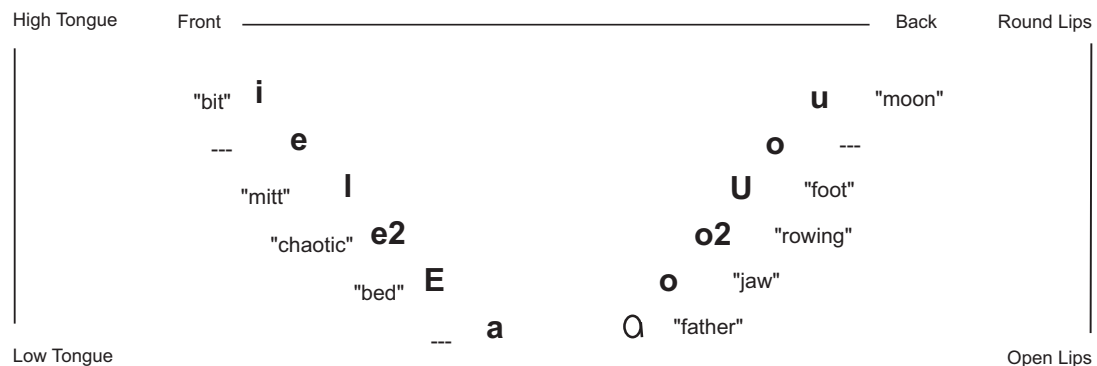 High Tongue Front Back Round Lips
"bit" i u "moon"
--- e o ---
"mitt" I U "foot"
"chaotic" e2 o2 "rowing"
"bed" E o "jaw"
--- a ɑ "father"
Low Tongue Open Lips